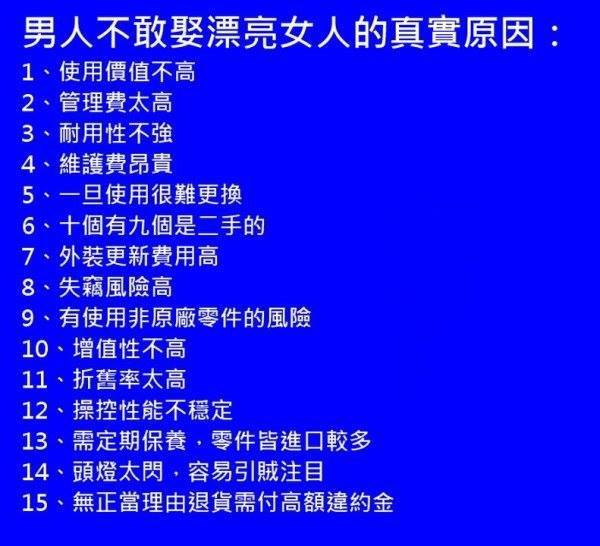 男人不敢娶漂亮女人的真實原因：
1、使用價值不高
2、管理費太高
3、耐用性不強
4、維護費昂貴
5、一旦使用很難更換
6、十個有九個是二手的
7、外裝更新費用高
8、失竊風險高
9、有使用非原廠零件的風險
10、增值性不高
11、折舊率太高
12、操控性能不穩定
13、需定期保養，零件皆進口較多
14、頭燈太閃，容易引賊注目
15、無正當理由退貨需付高額違約金